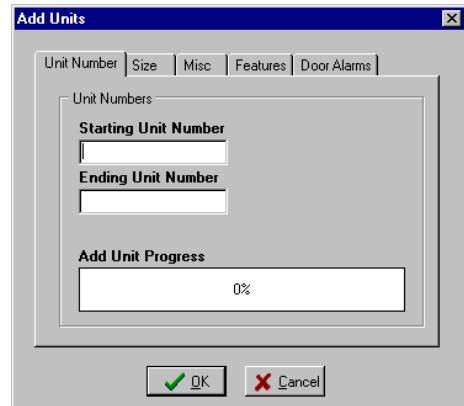 Add Units
Unit Number Size Misc Features Door Alarms
Unit Numbers
Starting Unit Number
Ending Unit Number
Add Unit Progress
0%
OK Cancel